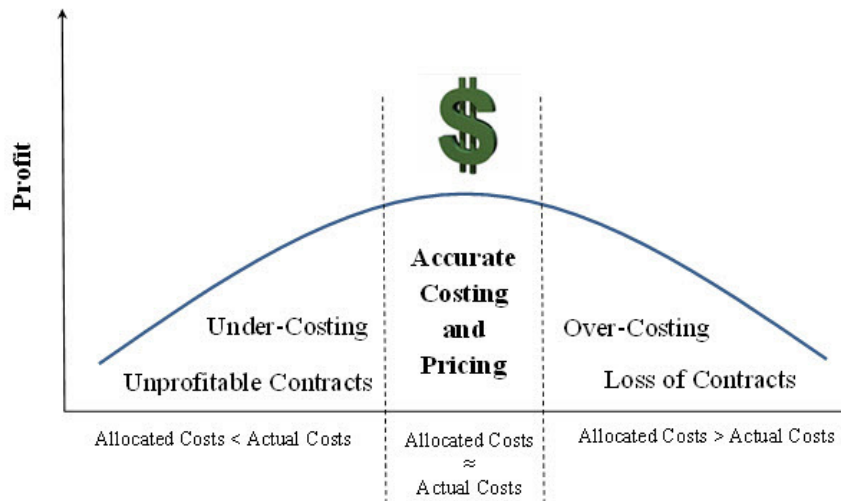 Profit
$
Accurate
Costing
and
Pricing
Under-Costing
Unprofitable Contracts
Over-Costing
Loss of Contracts
Allocated Costs < Actual Costs
Allocated Costs
≈
Actual Costs
Allocated Costs > Actual Costs